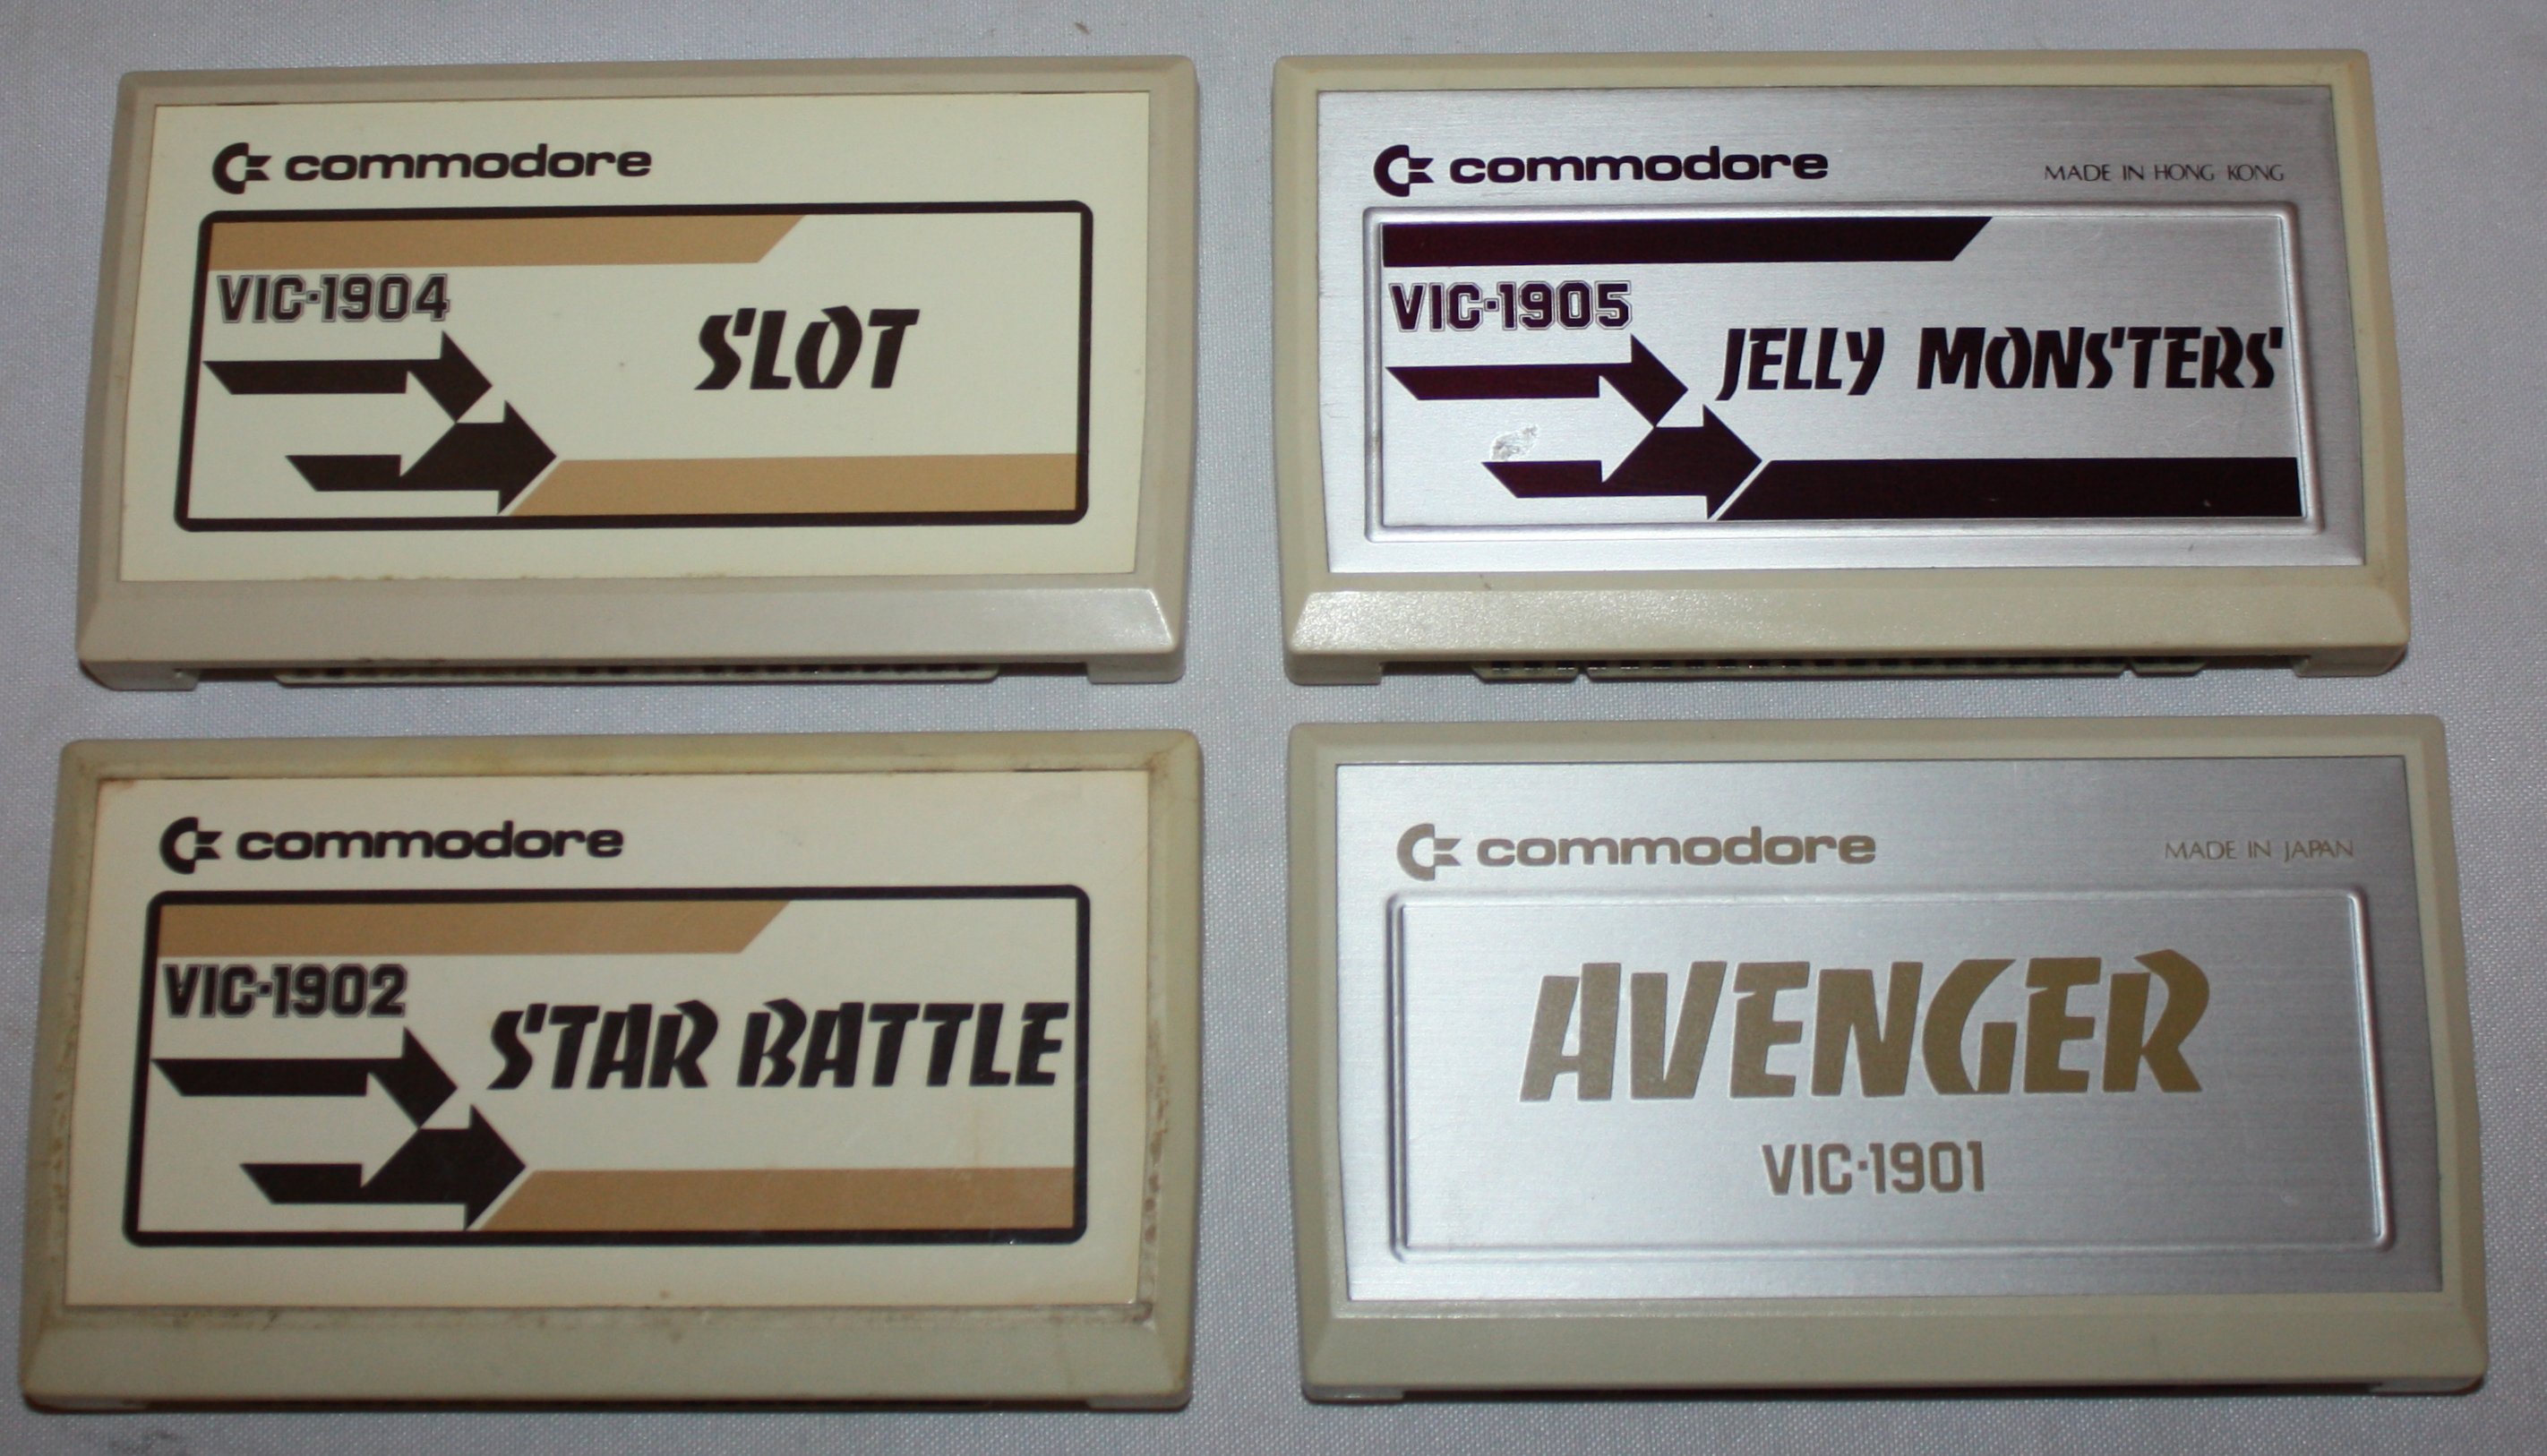 commodore
VIC-1904
SLOT
commodore
MADE IN HONG KONG
VIC-1905
JELLY MONSTERS
commodore
VIC-1902
STAR BATTLE
commodore
MADE IN JAPAN
AVENGER
VIC-1901